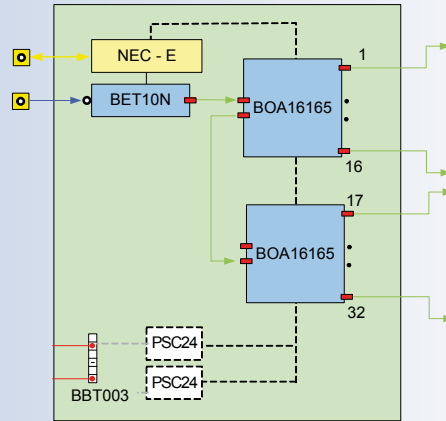 NEC - E
BET10N
BOA16165
1
16
BOA16165
17
32
PSC24
PSC24
BBT003